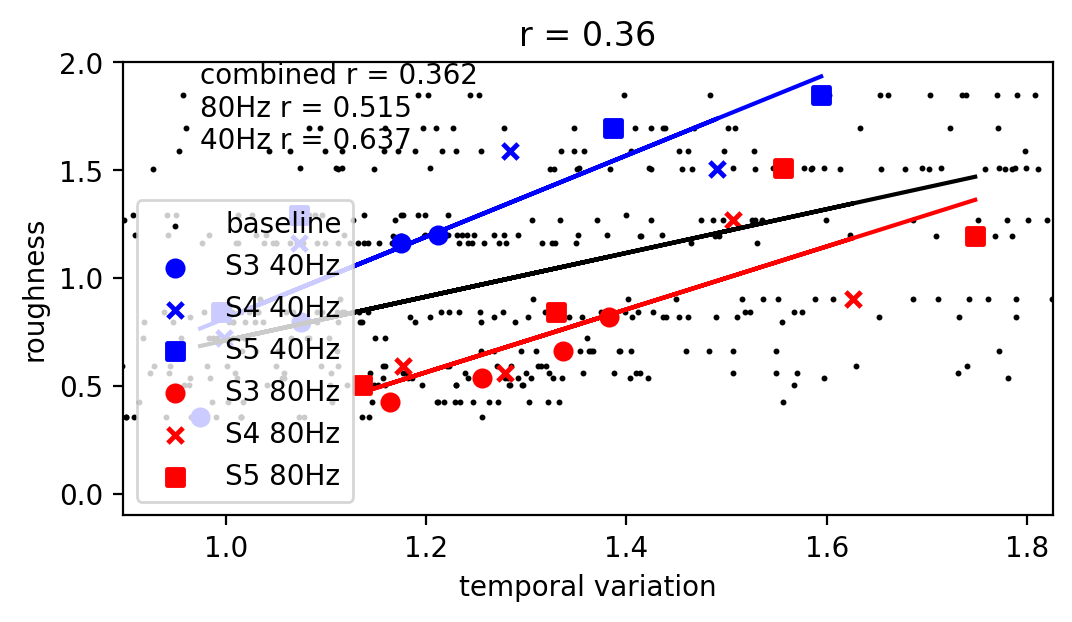 r = 0.36
combined r = 0.362
80Hz r = 0.515
40Hz r = 0.637
roughness
2.0
1.5
1.0
0.5
0.0
baseline
S3 40Hz
S4 40Hz
S5 40Hz
S3 80Hz
S4 80Hz
S5 80Hz
1.0 1.2 1.4 1.6 1.8
temporal variation